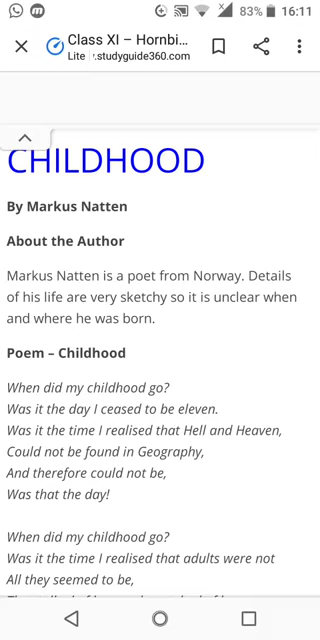 83% 16:11
Class XI – Hornbi...
Lite y.studyguide360.com
CHILDHOOD
By Markus Natten
About the Author
Markus Natten is a poet from Norway. Details
of his life are very sketchy so it is unclear when
and where he was born.
Poem – Childhood
When did my childhood go?
Was it the day I ceased to be eleven.
Was it the time I realised that Hell and Heaven,
Could not be found in Geography,
And therefore could not be,
Was that the day!
When did my childhood go?
Was it the time I realised that adults were not
All they seemed to be,